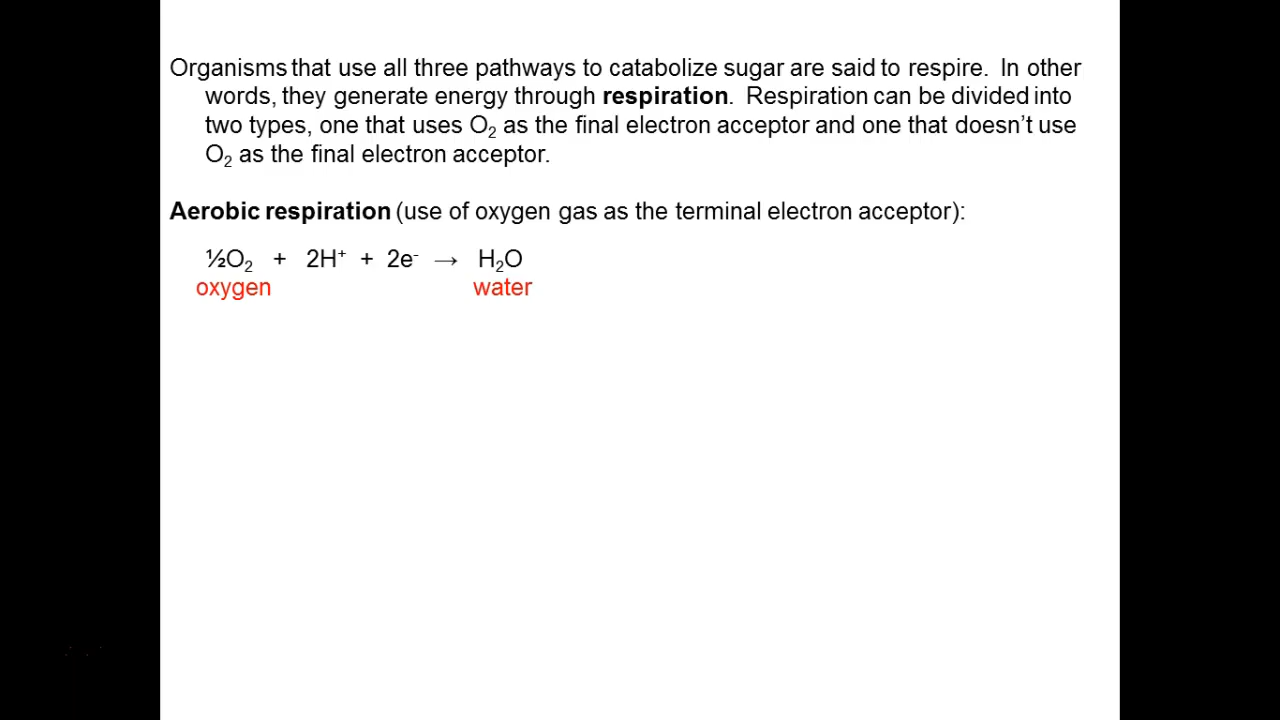 Organisms that use all three pathways to catabolize sugar are said to respire.  In other
words, they generate energy through respiration.  Respiration can be divided into
two types, one that uses O₂ as the final electron acceptor and one that doesn’t use
O₂ as the final electron acceptor.
Aerobic respiration (use of oxygen gas as the terminal electron acceptor):
½O₂ + 2H⁺ + 2e⁻ → H₂O
oxygen water